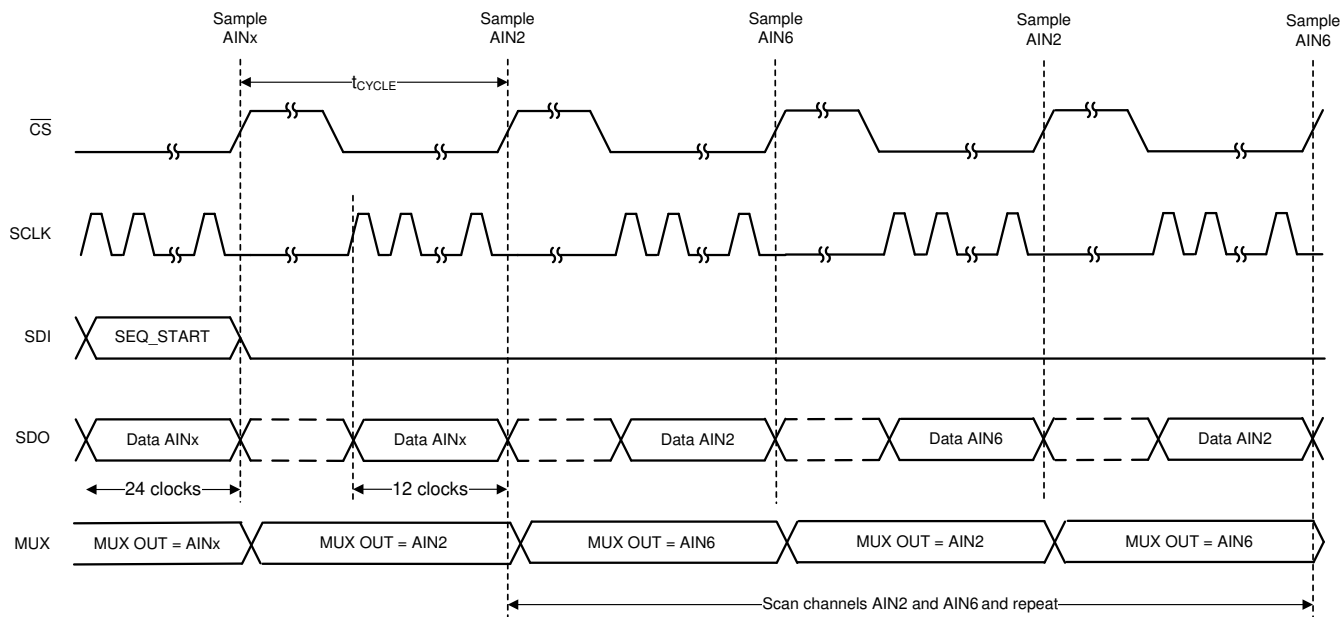 Sample
AINx
Sample
AIN2
Sample
AIN6
Sample
AIN2
Sample
AIN6
tCYCLE
CS
SCLK
SDI
SEQ_START
SDO
Data AINx
Data AINx
Data AIN2
Data AIN6
Data AIN2
24 clocks
12 clocks
MUX
MUX OUT = AINx
MUX OUT = AIN2
MUX OUT = AIN6
MUX OUT = AIN2
MUX OUT = AIN6
Scan channels AIN2 and AIN6 and repeat